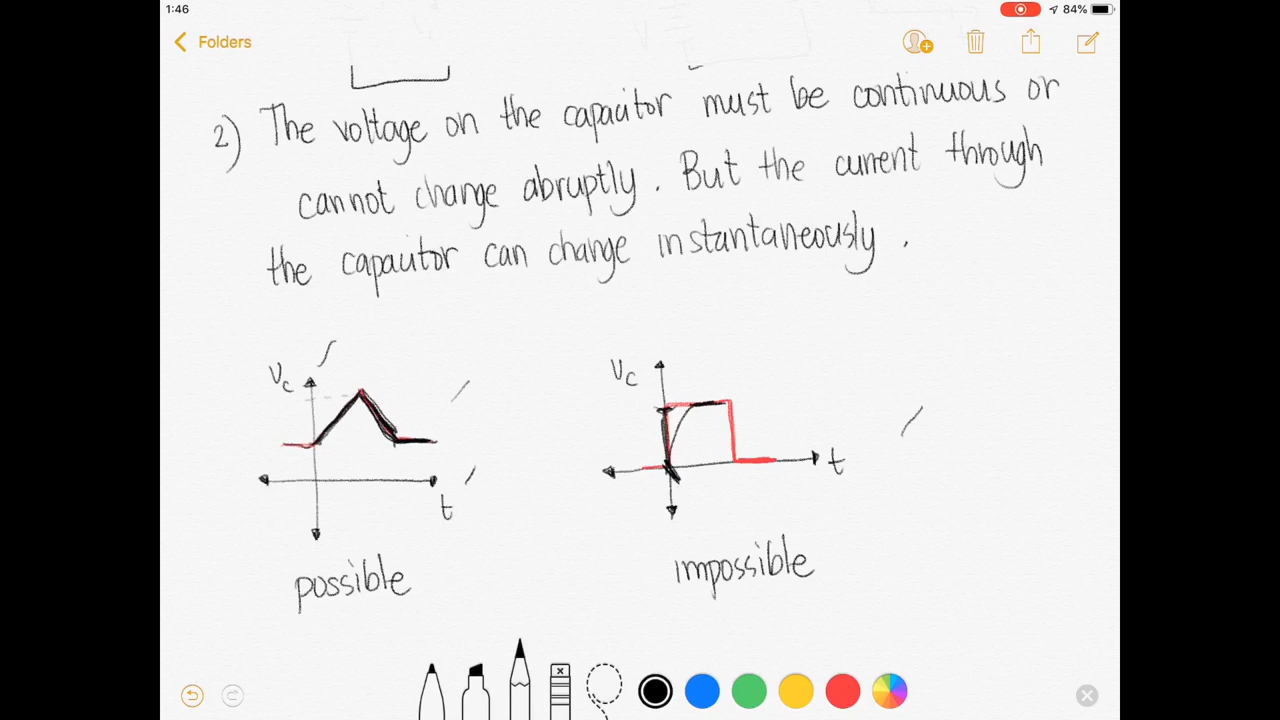 1:46
84%
Folders
2) The voltage on the capacitor must be continuous or
cannot change abruptly. But the current through
the capacitor can change instantaneously.
Vc
t
possible
Vc
t
impossible